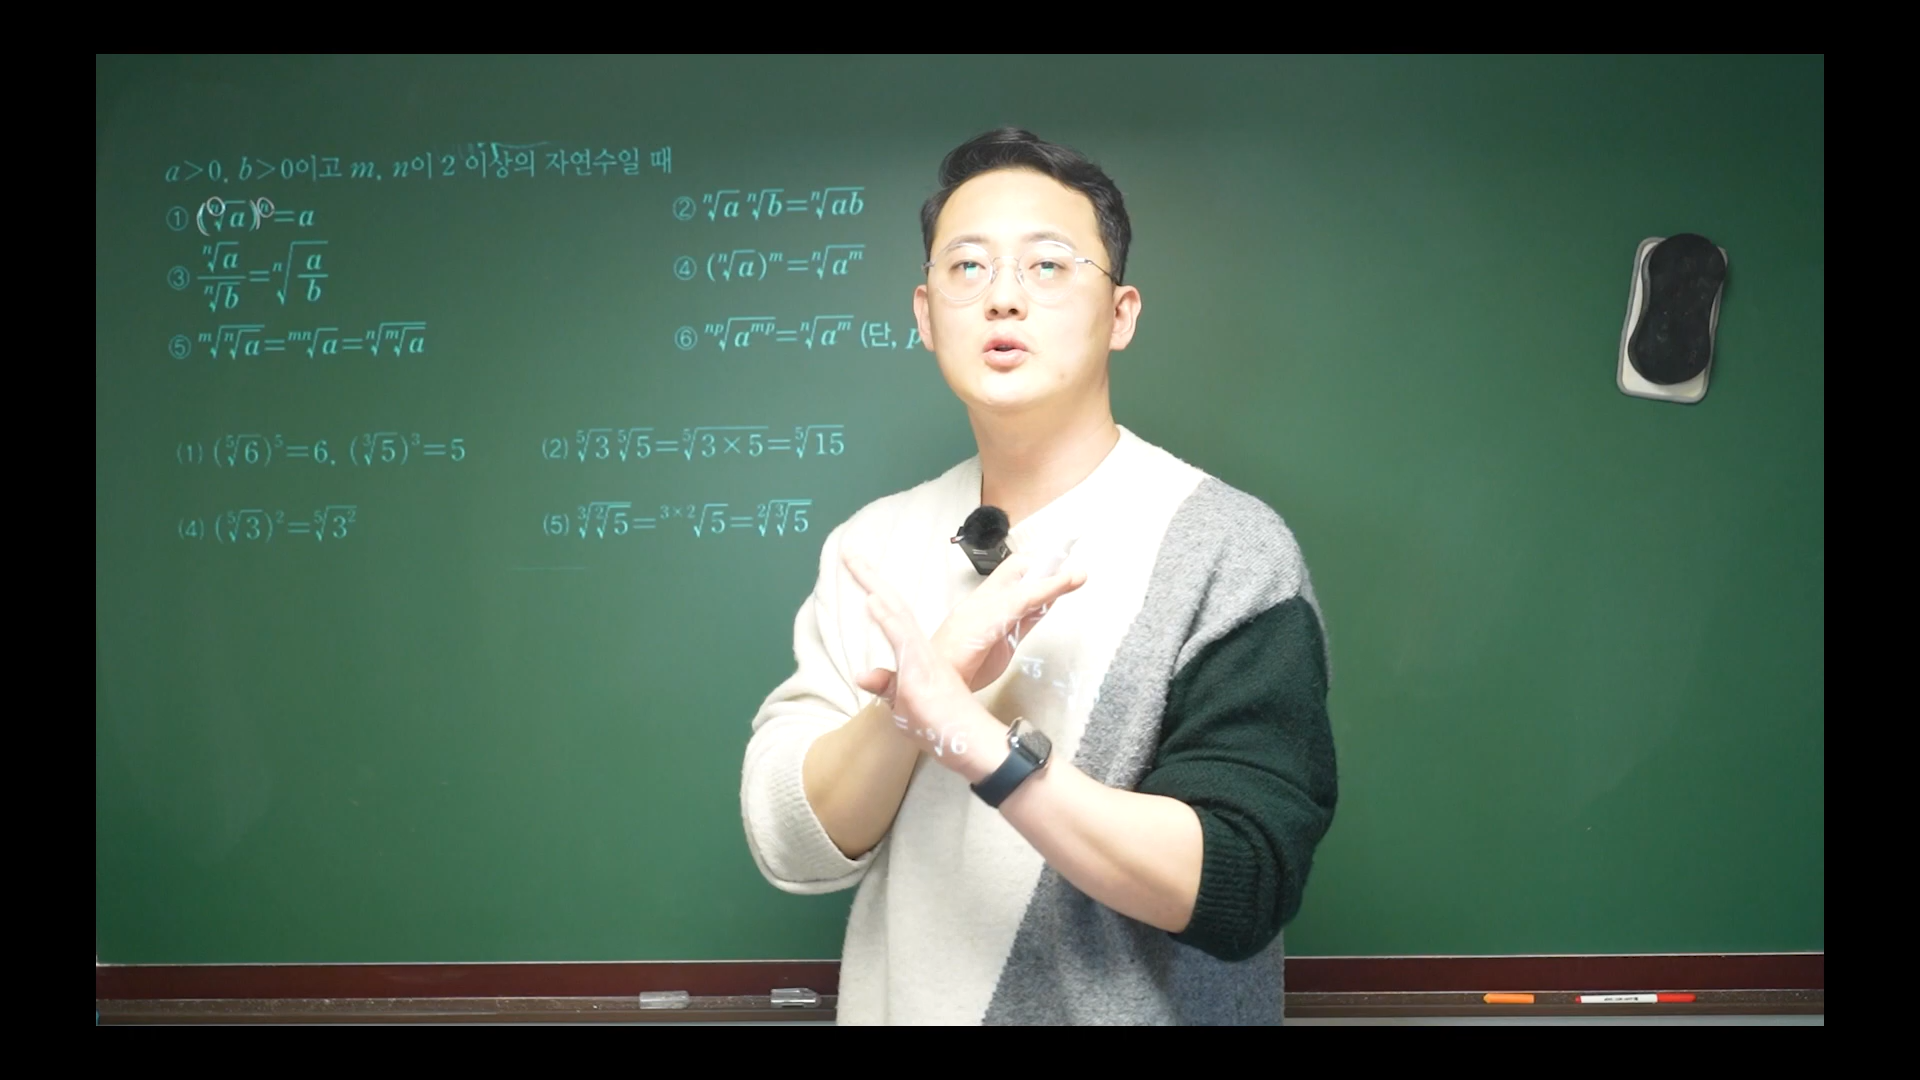 a>0, b>0이고 m, n이 2 이상의 자연수일 때
① (ⁿ√a)ⁿ=a
② ⁿ√a ⁿ√b=ⁿ√ab
③ ⁿ√a / ⁿ√b = ⁿ√(a/b)
④ (ⁿ√a)ᵐ=ⁿ√aᵐ
⑤ ᵐ√ⁿ√a=ᵐⁿ√a=ⁿ√ᵐ√a
⑥ ⁿᵖ√aᵐᵖ=ⁿ√aᵐ (단, p
(1) (⁵√6)⁵=6, (³√5)³=5
(2) ⁵√3 ⁵√5=⁵√3×5=⁵√15
(4) (⁵√3)²=⁵√3²
(5) ³√²√5=³ˣ²√5=²√³√5